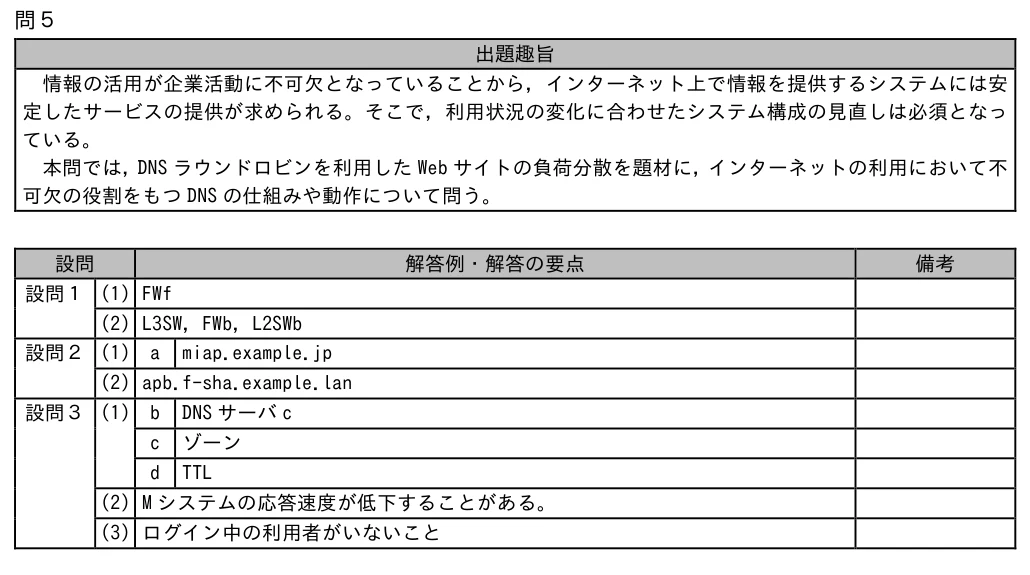 問５
出題趣旨
情報の活用が企業活動に不可欠となっていることから，インターネット上で情報を提供するシステムには安
定したサービスの提供が求められる。そこで，利用状況の変化に合わせたシステム構成の見直しは必須となっ
ている。
本問では，DNS ラウンドロビンを利用した Web サイトの負荷分散を題材に，インターネットの利用において不
可欠の役割をもつ DNS の仕組みや動作について問う。
設問 解答例・解答の要点 備考
設問１ (1) FWf
(2) L3SW，FWb，L2SWb
設問２ (1) a miap.example.jp
(2) apb.f-sha.example.lan
設問３ (1) b DNS サーバ c
c ゾーン
d TTL
(2) M システムの応答速度が低下することがある。
(3) ログイン中の利用者がいないこと